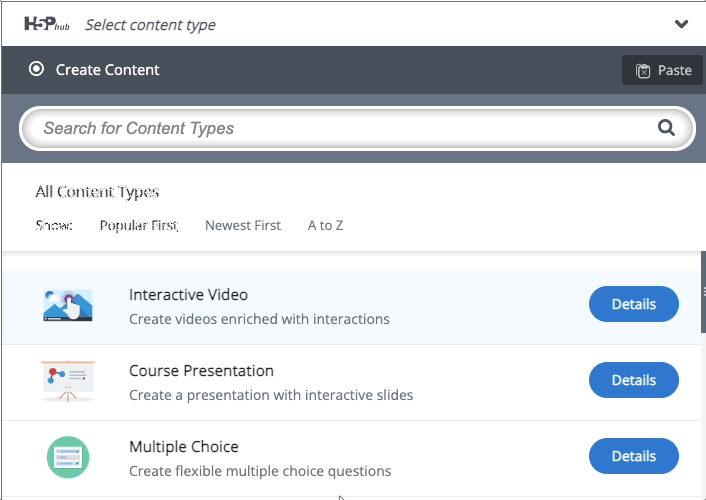 H5P hub Select content type
Create Content Paste
Search for Content Types
All Content Types
Show: Popular First Newest First A to Z
Interactive Video
Create videos enriched with interactions
Details
Course Presentation
Create a presentation with interactive slides
Details
Multiple Choice
Create flexible multiple choice questions
Details